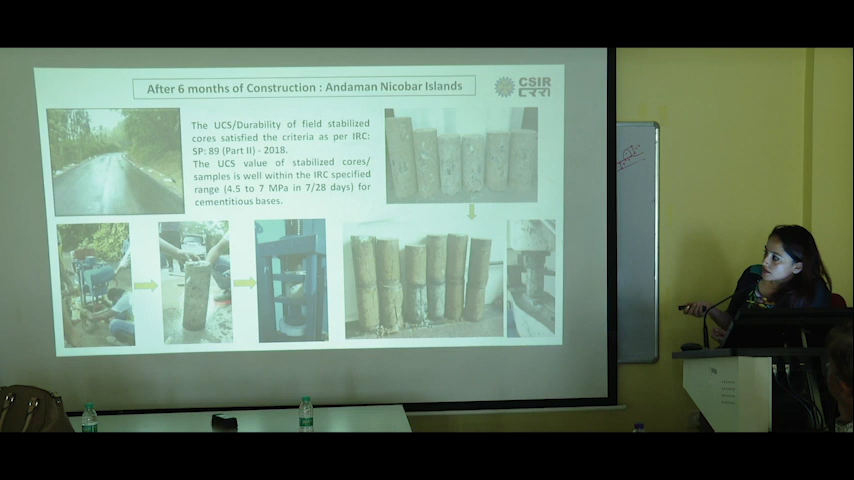 After 6 months of Construction : Andaman Nicobar Islands
CSIR
The UCS/Durability of field stabilized
cores satisfied the criteria as per IRC:
SP: 89 (Part II) - 2018.
The UCS value of stabilized cores/
samples is well within the IRC specified
range (4.5 to 7 MPa in 7/28 days) for
cementitious bases.